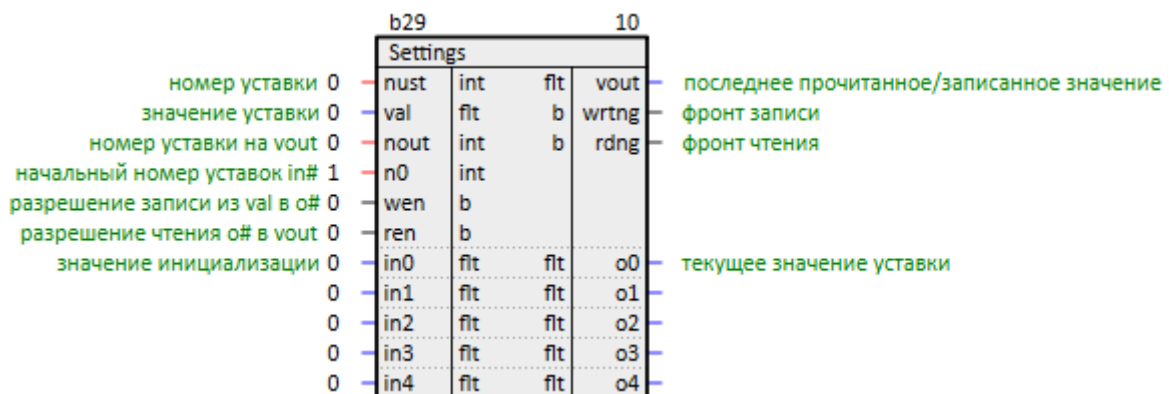 b29 10
Settings
номер уставки 0 nust int flt vout последнее прочитанное/записанное значение
значение уставки 0 val flt b wrtng фронт записи
номер уставки на vout 0 nout int b rdng фронт чтения
начальный номер уставок in# 1 n0 int
разрешение записи из val в o# 0 wen b
разрешение чтения o# в vout 0 ren b
значение инициализации 0 in0 flt flt o0 текущее значение уставки
0 in1 flt flt o1
0 in2 flt flt o2
0 in3 flt flt o3
0 in4 flt flt o4